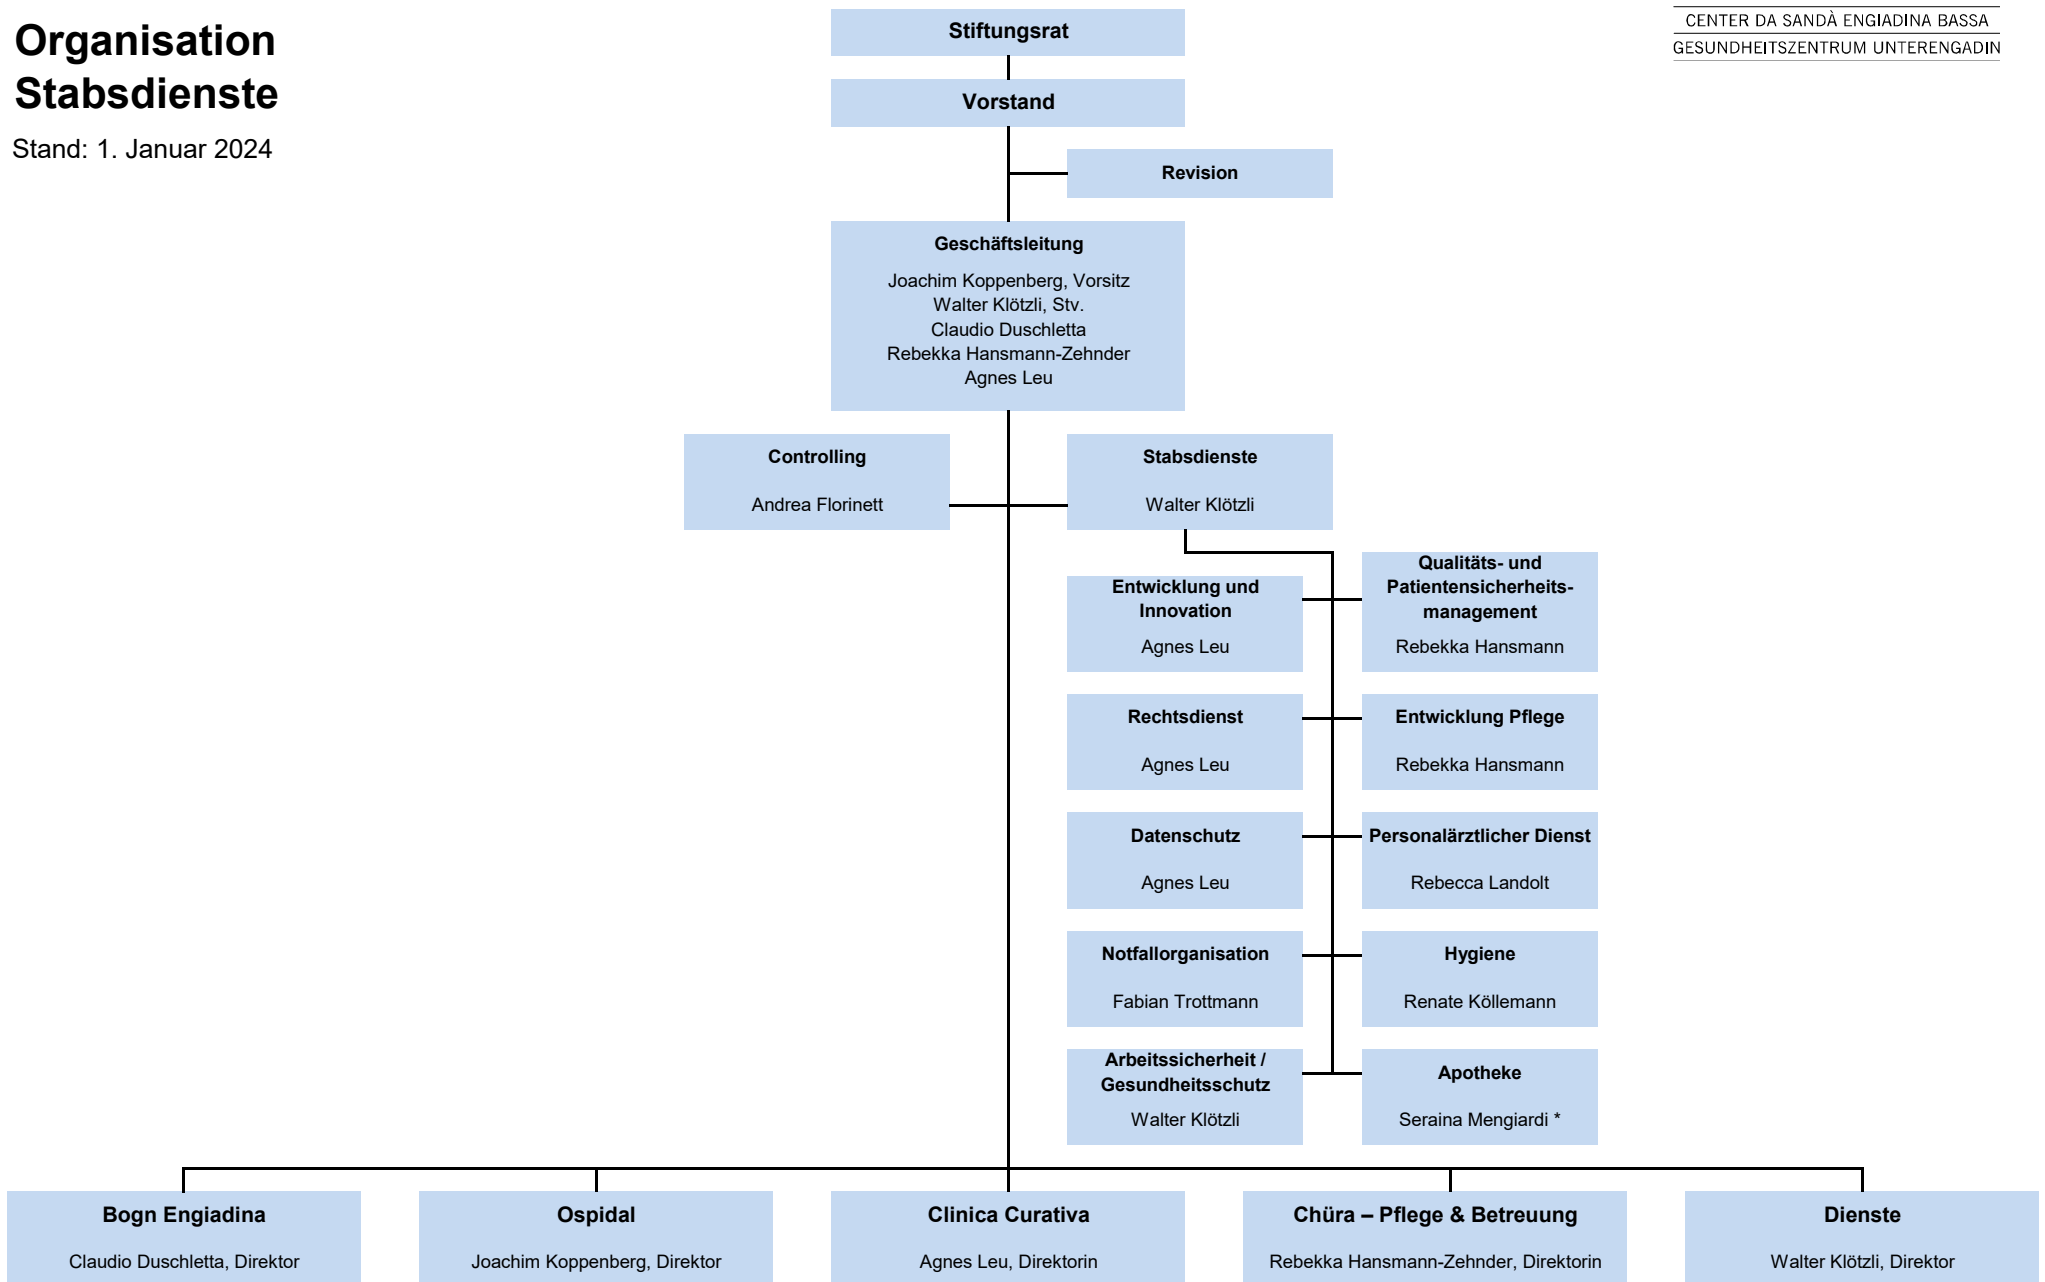 Organisation
Stabsdienste
Stand: 1. Januar 2024
CENTER DA SANDÀ ENGIADINA BASSA
GESUNDHEITSZENTRUM UNTERENGADIN
Stiftungsrat
Vorstand
Revision
Geschäftsleitung
Joachim Koppenberg, Vorsitz
Walter Klötzli, Stv.
Claudio Duschletta
Rebekka Hansmann-Zehnder
Agnes Leu
Controlling
Andrea Florinett
Stabsdienste
Walter Klötzli
Entwicklung und
Innovation
Agnes Leu
Qualitäts- und
Patientensicherheits-
management
Rebekka Hansmann
Rechtsdienst
Agnes Leu
Entwicklung Pflege
Rebekka Hansmann
Datenschutz
Agnes Leu
Personalärztlicher Dienst
Rebecca Landolt
Notfallorganisation
Fabian Trottmann
Hygiene
Renate Köllemann
Arbeitssicherheit /
Gesundheitsschutz
Walter Klötzli
Apotheke
Seraina Mengiardi *
Bogn Engiadina
Claudio Duschletta, Direktor
Ospidal
Joachim Koppenberg, Direktor
Clinica Curativa
Agnes Leu, Direktorin
Chüra – Pflege & Betreuung
Rebekka Hansmann-Zehnder, Direktorin
Dienste
Walter Klötzli, Direktor